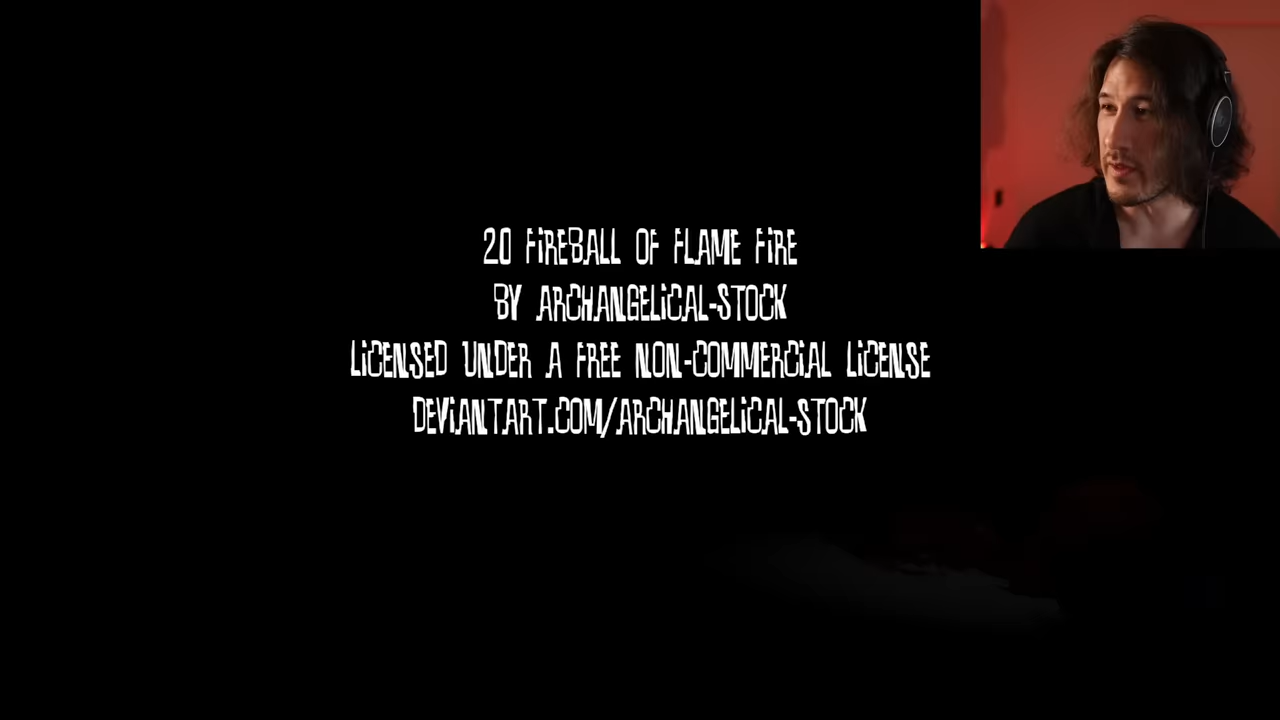 20 FIREBALL OF FLAME FIRE
BY ARCHANGELICAL-STOCK
LICENSED UNDER A FREE NON-COMMERCIAL LICENSE
DEVIANTART.COM/ARCHANGELICAL-STOCK